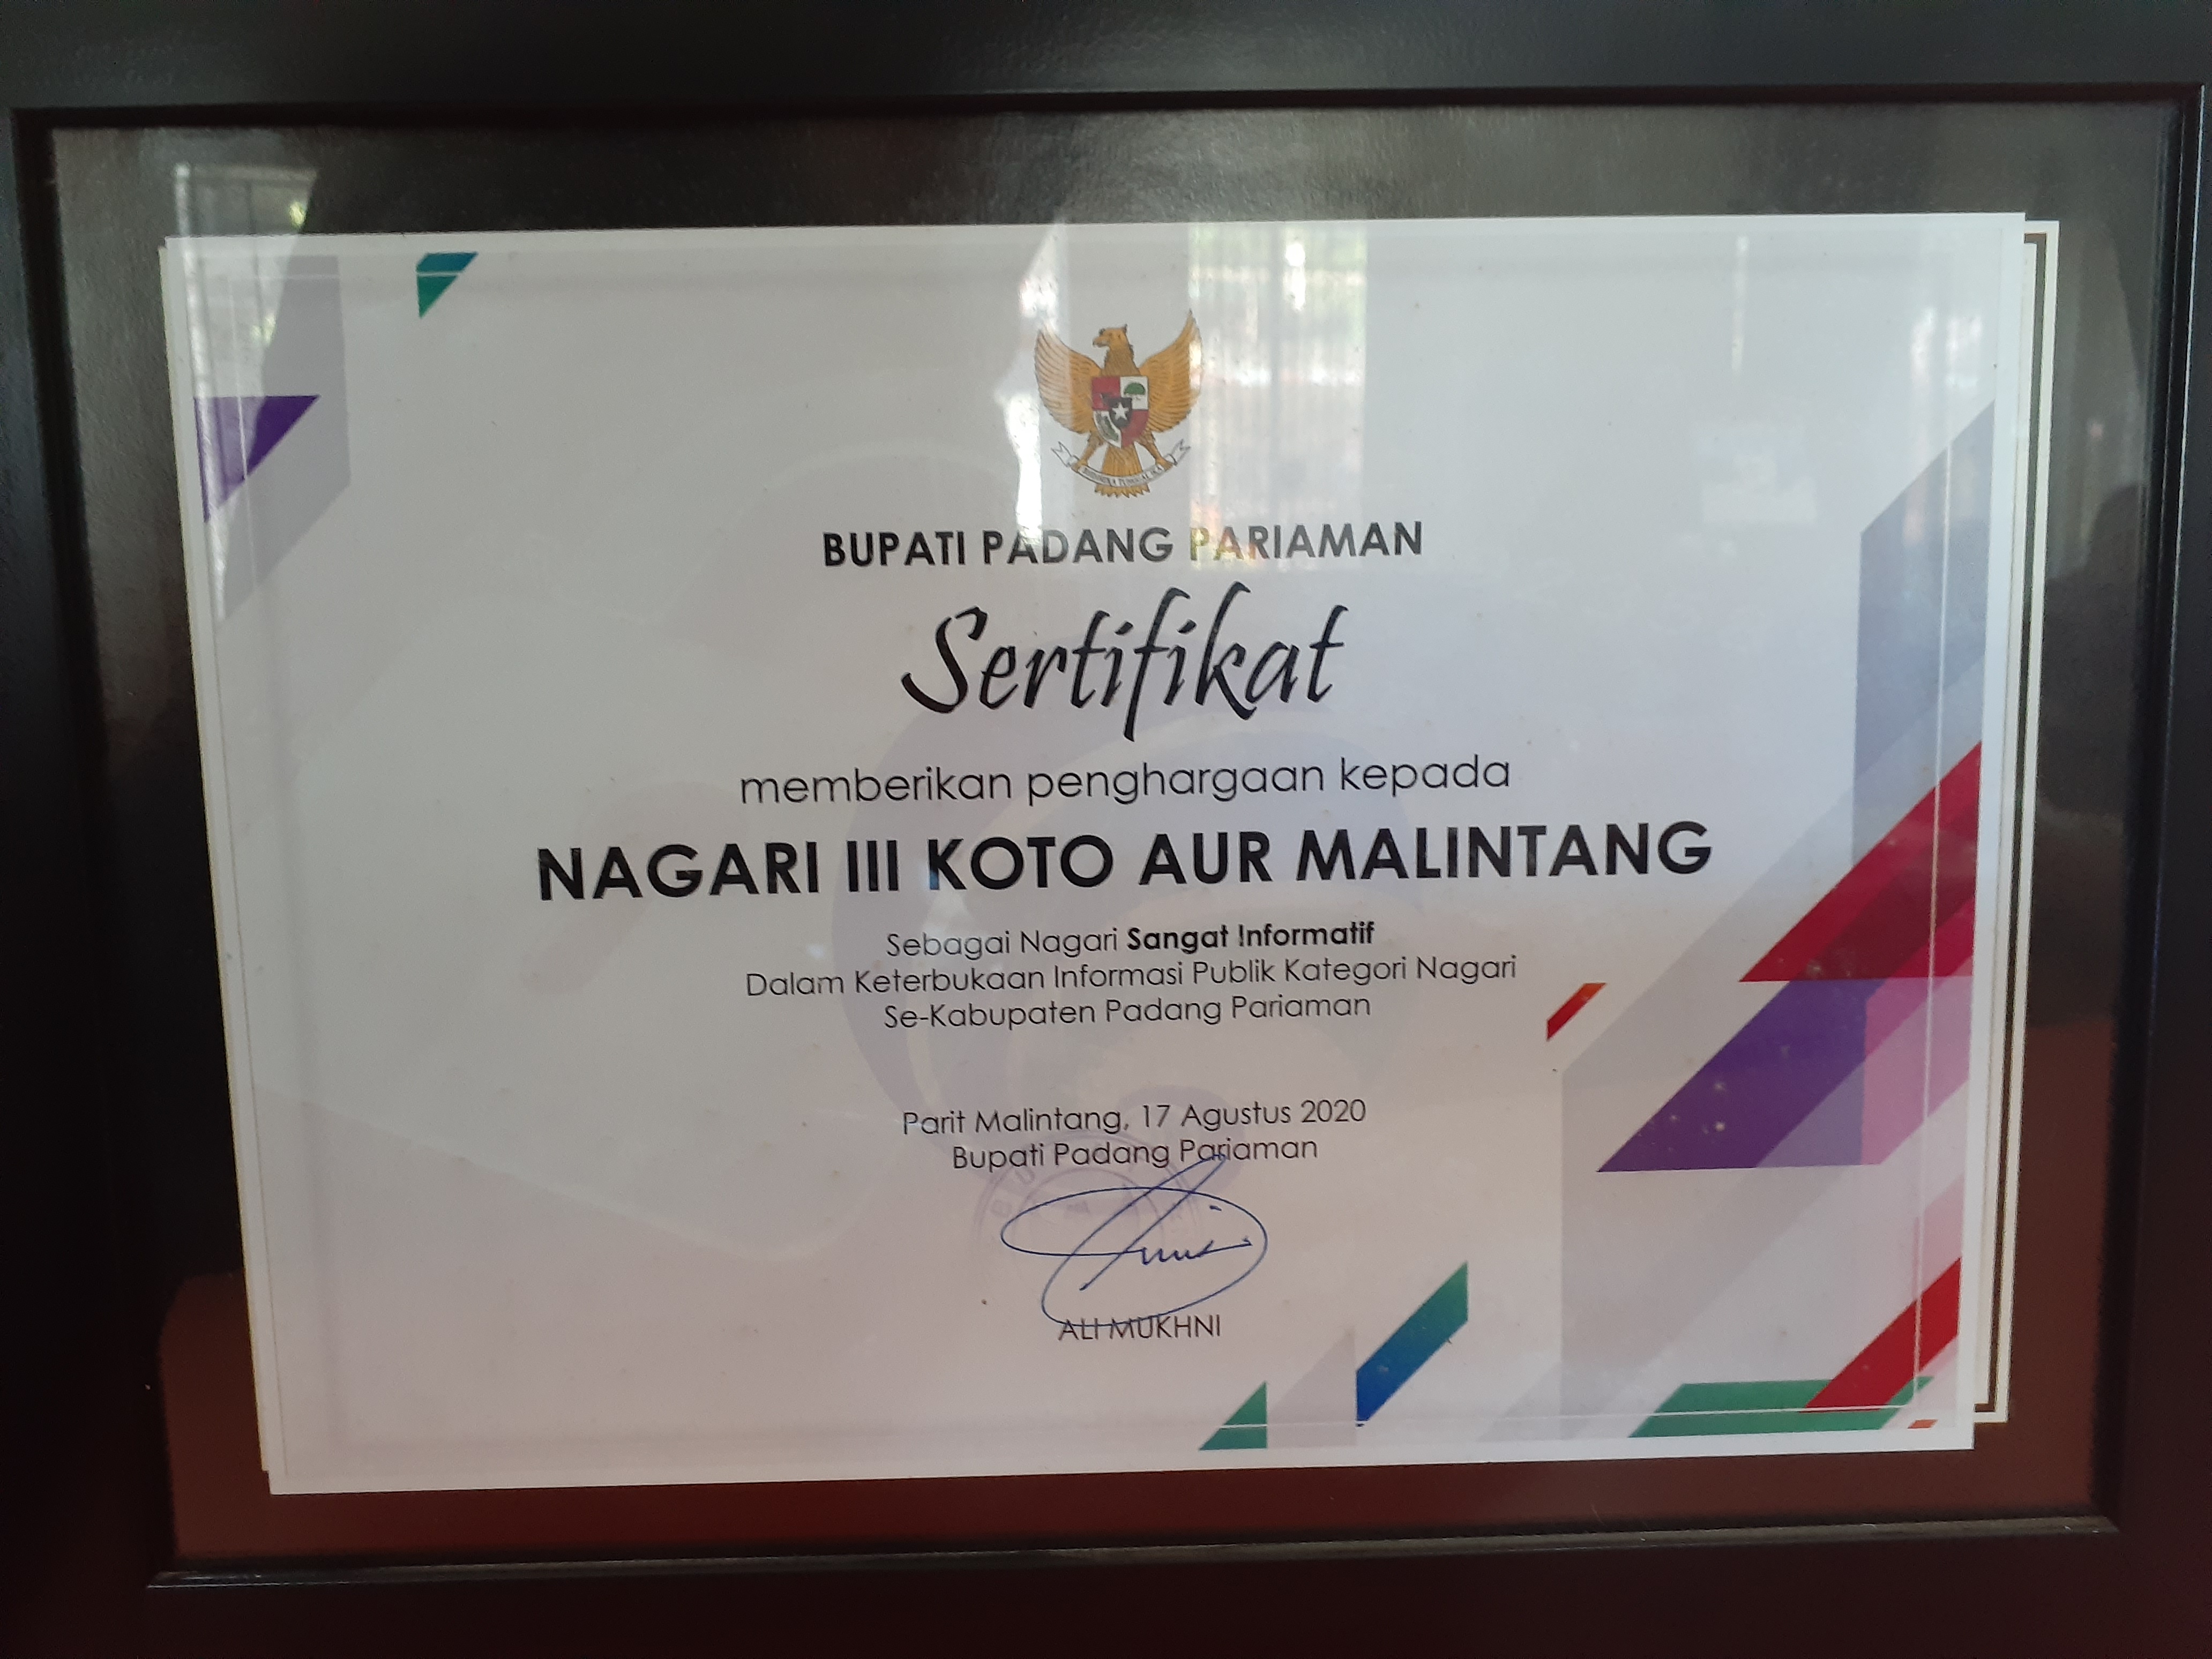 BUPATI PADANG PARIAMAN
Sertifikat
memberikan penghargaan kepada
NAGARI III KOTO AUR MALINTANG
Sebagai Nagari Sangat Informatif
Dalam Keterbukaan Informasi Publik Kategori Nagari
Se-Kabupaten Padang Pariaman
Parit Malintang, 17 Agustus 2020
Bupati Padang Pariaman
ALI MUKHNI